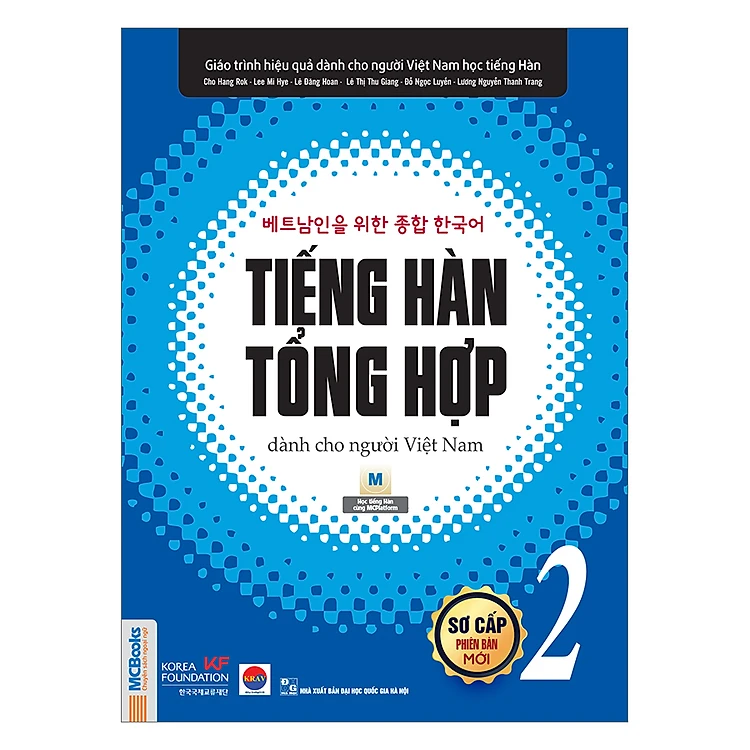 Giáo trình hiệu quả dành cho người Việt Nam học tiếng Hàn
Cho Hang Rok - Lee Mi Hye - Lê Đăng Hoan - Lê Thị Thu Giang - Đỗ Ngọc Luyến - Lương Nguyễn Thanh Trang
베트남인을 위한 종합 한국어
TIẾNG HÀN
TỔNG HỢP
dành cho người Việt Nam
M
Học tiếng Hàn
cùng MCPlatform
SƠ CẤP
PHIÊN BẢN
MỚI
2
MCBooks
Chuyên sách ngoại ngữ
KOREA KF
FOUNDATION
한국국제교류재단
KRAV
NHÀ XUẤT BẢN ĐẠI HỌC QUỐC GIA HÀ NỘI